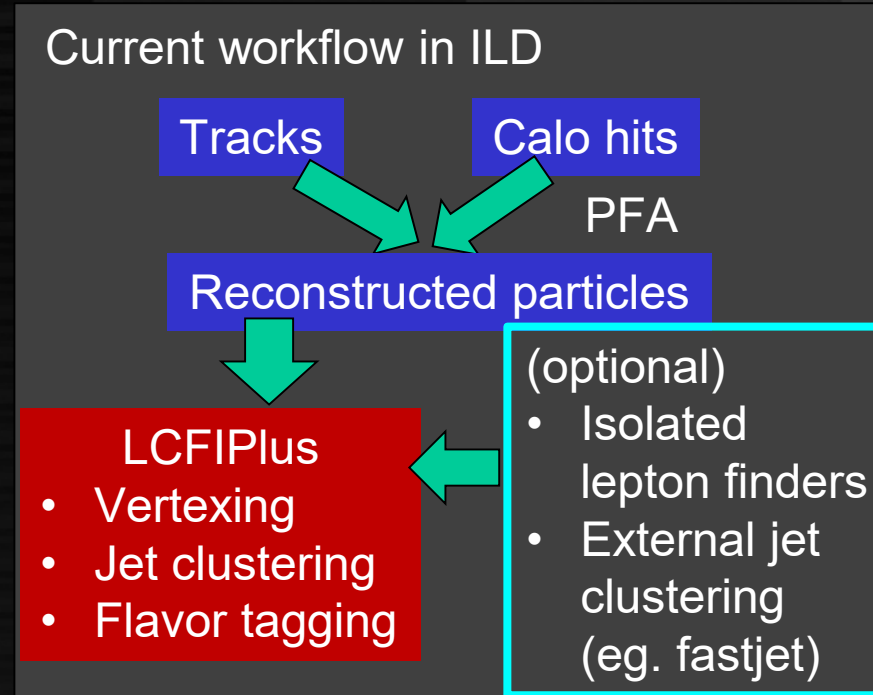 Current workflow in ILD
Tracks
Calo hits
PFA
Reconstructed particles
LCFIPlus
• Vertexing
• Jet clustering
• Flavor tagging
(optional)
• Isolated
lepton finders
• External jet
clustering
(eg. fastjet)